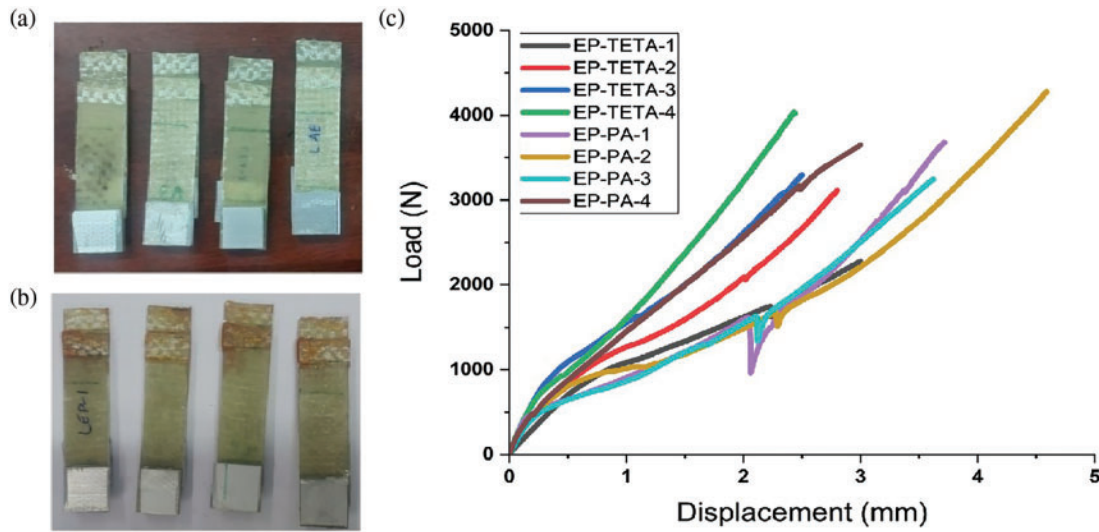 (a)
LAE
(b)
(c)
5000
4000
3000
2000
1000
0
Load (N)
EP-TETA-1
EP-TETA-2
EP-TETA-3
EP-TETA-4
EP-PA-1
EP-PA-2
EP-PA-3
EP-PA-4
0 1 2 3 4 5
Displacement (mm)